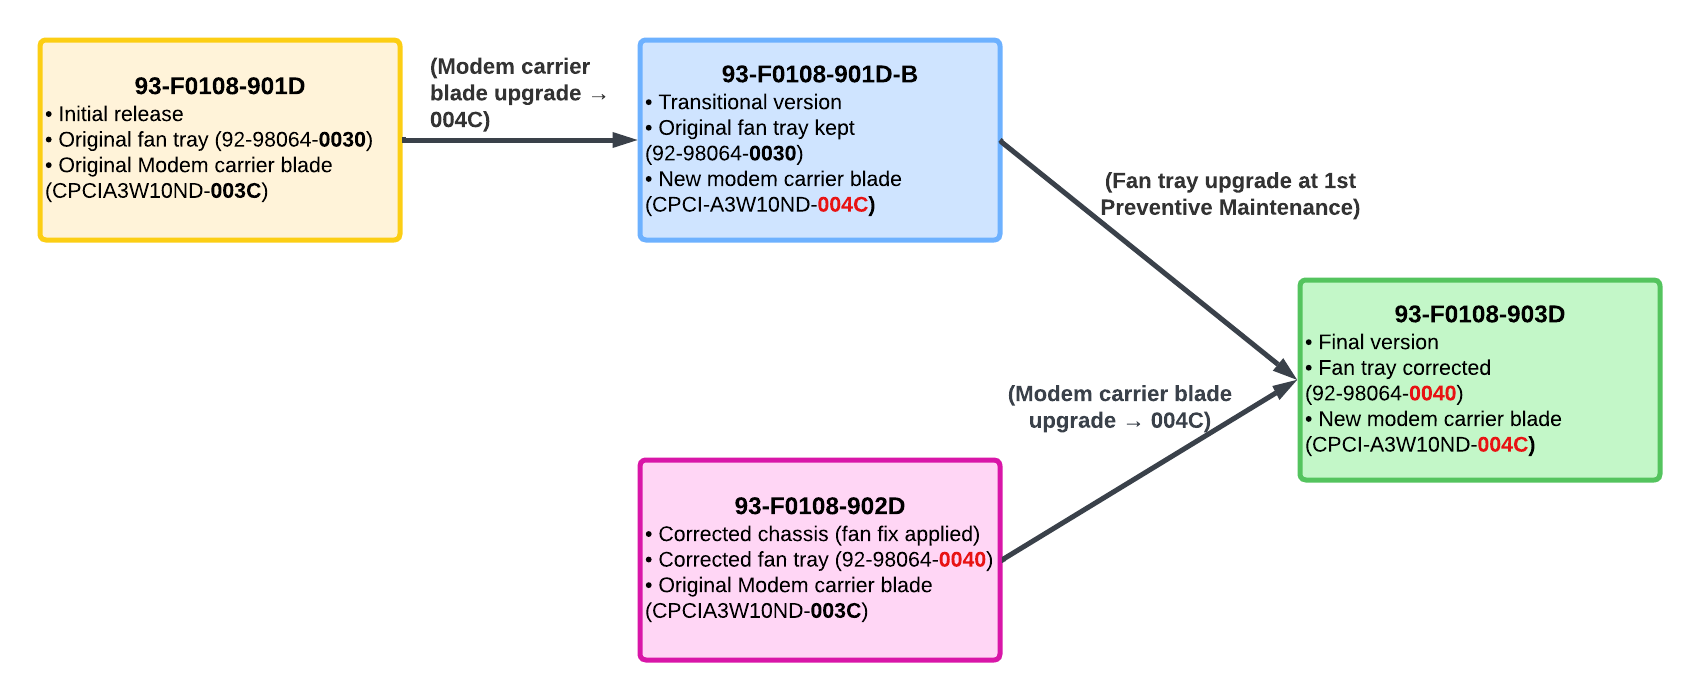 93-F0108-901D
• Initial release
• Original fan tray (92-98064-0030)
• Original Modem carrier blade
(CPCIA3W10ND-003C)
(Modem carrier
blade upgrade →
004C)
93-F0108-901D-B
• Transitional version
• Original fan tray kept
(92-98064-0030)
• New modem carrier blade
(CPCI-A3W10ND-004C)
(Fan tray upgrade at 1st
Preventive Maintenance)
93-F0108-903D
• Final version
• Fan tray corrected
(92-98064-0040)
• New modem carrier blade
(CPCI-A3W10ND-004C)
(Modem carrier blade
upgrade → 004C)
93-F0108-902D
• Corrected chassis (fan fix applied)
• Corrected fan tray (92-98064-0040)
• Original Modem carrier blade
(CPCIA3W10ND-003C)